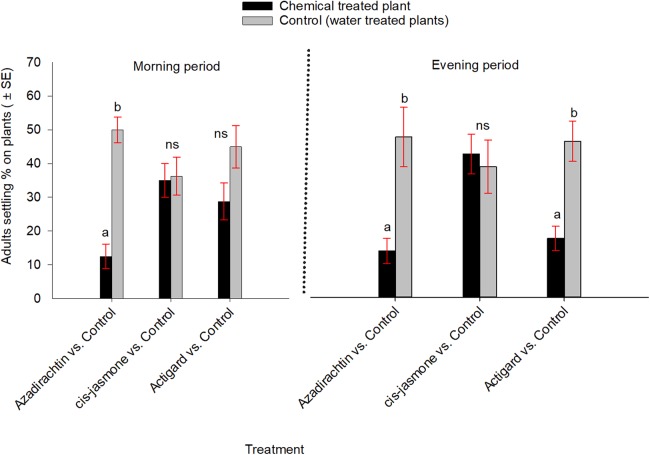 Chemical treated plant
Control (water treated plants)
Morning period
Evening period
Adults settling % on plants ( ± SE)
70
60
50
40
30
20
10
0
a
b
ns
ns
a
b
ns
a
b
Azadirachtin vs. Control
cis-jasmone vs. Control
Actigard vs. Control
Azadirachtin vs. Control
cis-jasmone vs. Control
Actigard vs. Control
Treatment